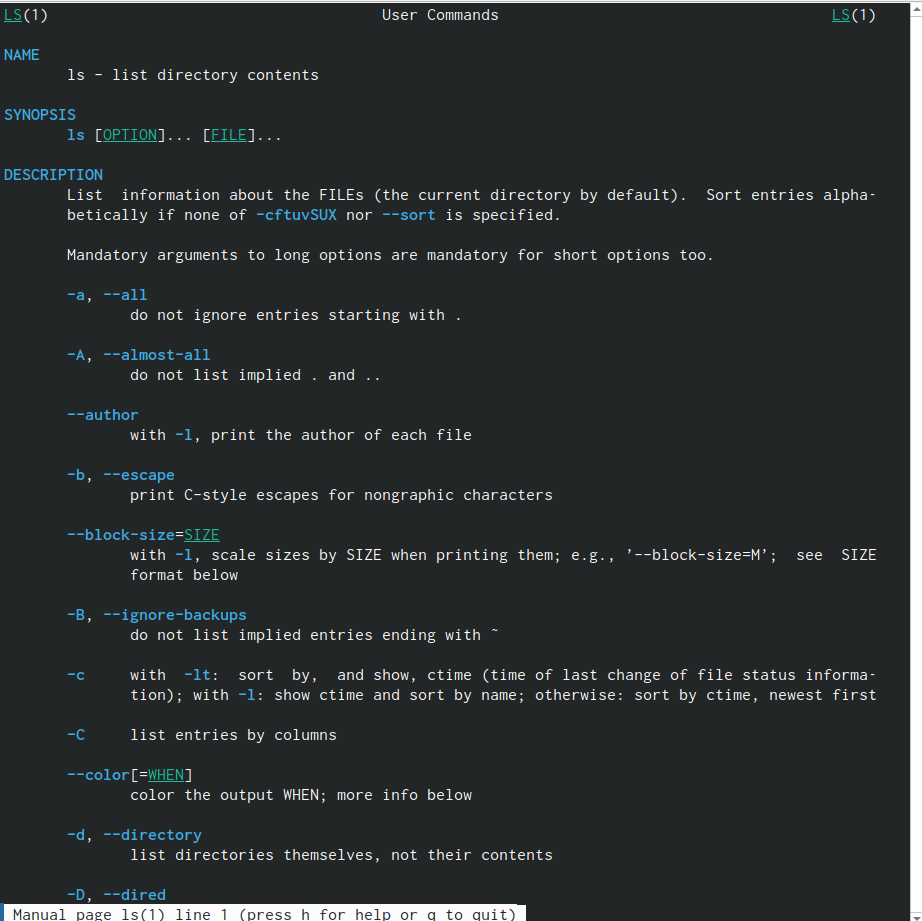 LS(1) User Commands LS(1)
NAME
ls - list directory contents
SYNOPSIS
ls [OPTION]... [FILE]...
DESCRIPTION
List information about the FILEs (the current directory by default). Sort entries alpha-
betically if none of -cftuvSUX nor --sort is specified.
Mandatory arguments to long options are mandatory for short options too.
-a, --all
do not ignore entries starting with .
-A, --almost-all
do not list implied . and ..
--author
with -l, print the author of each file
-b, --escape
print C-style escapes for nongraphic characters
--block-size=SIZE
with -l, scale sizes by SIZE when printing them; e.g., ’--block-size=M’; see SIZE
format below
-B, --ignore-backups
do not list implied entries ending with ~
-c with -lt: sort by, and show, ctime (time of last change of file status informa-
tion); with -l: show ctime and sort by name; otherwise: sort by ctime, newest first
-C list entries by columns
--color[=WHEN]
color the output WHEN; more info below
-d, --directory
list directories themselves, not their contents
-D, --dired
Manual page ls(1) line 1 (press h for help or q to quit)